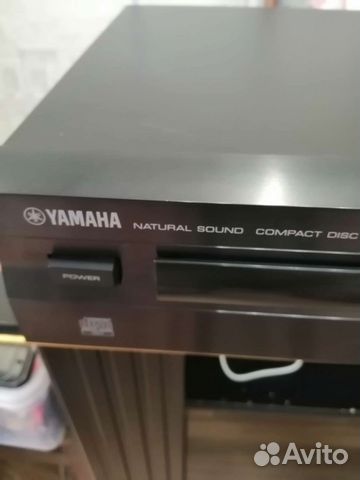 YAMAHA NATURAL SOUND COMPACT DISC
POWER
Avito